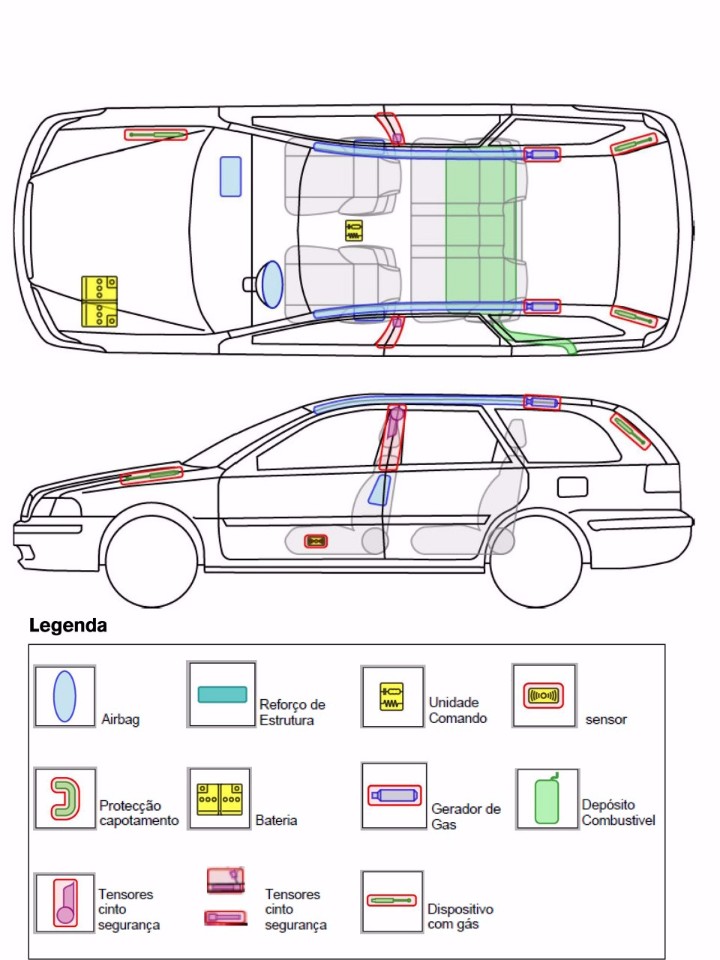 Legenda
Airbag
Reforço de
Estrutura
Unidade
Comando
sensor
Protecção
capotamento
Bateria
Gerador de
Gas
Depósito
Combustivel
Tensores
cinto
segurança
Tensores
cinto
segurança
Dispositivo
com gás